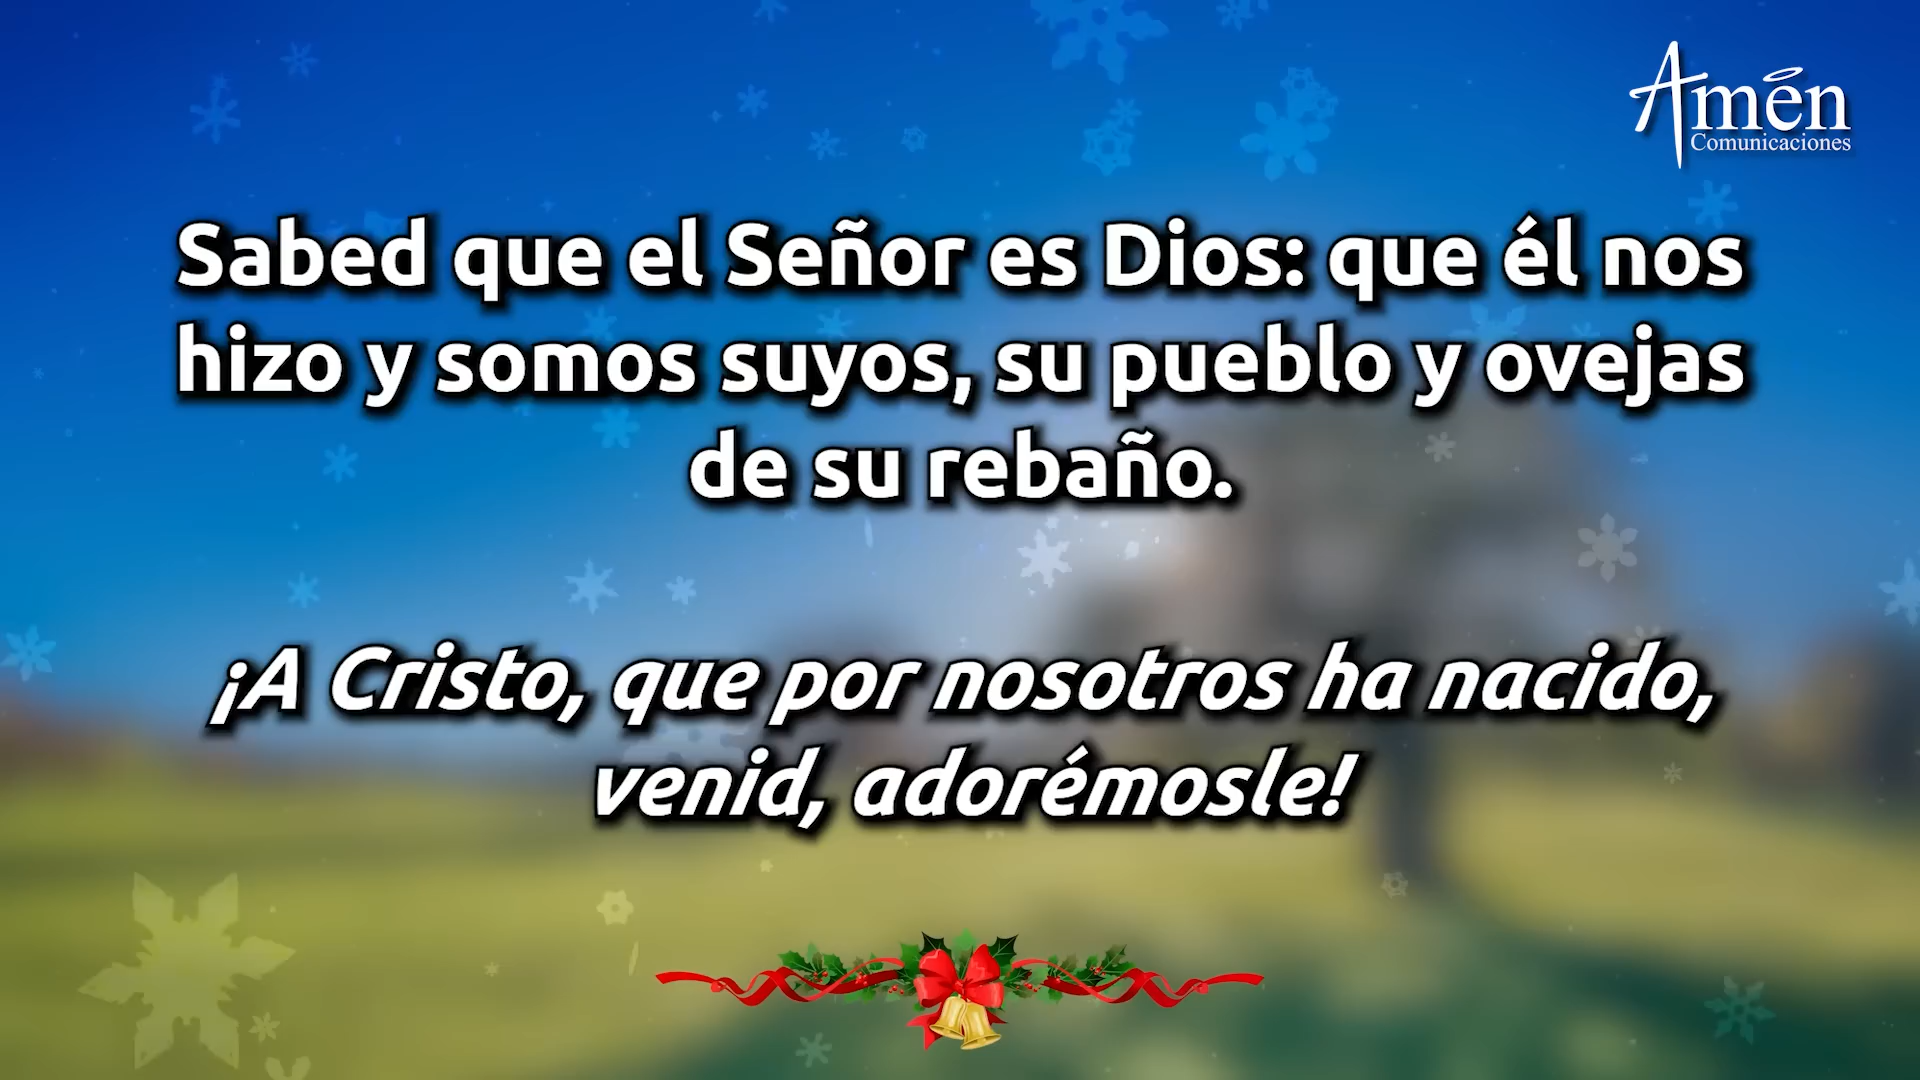 Amén
Comunicaciones
Sabed que el Señor es Dios: que él nos
hizo y somos suyos, su pueblo y ovejas
de su rebaño.
¡A Cristo, que por nosotros ha nacido,
venid, adorémosle!